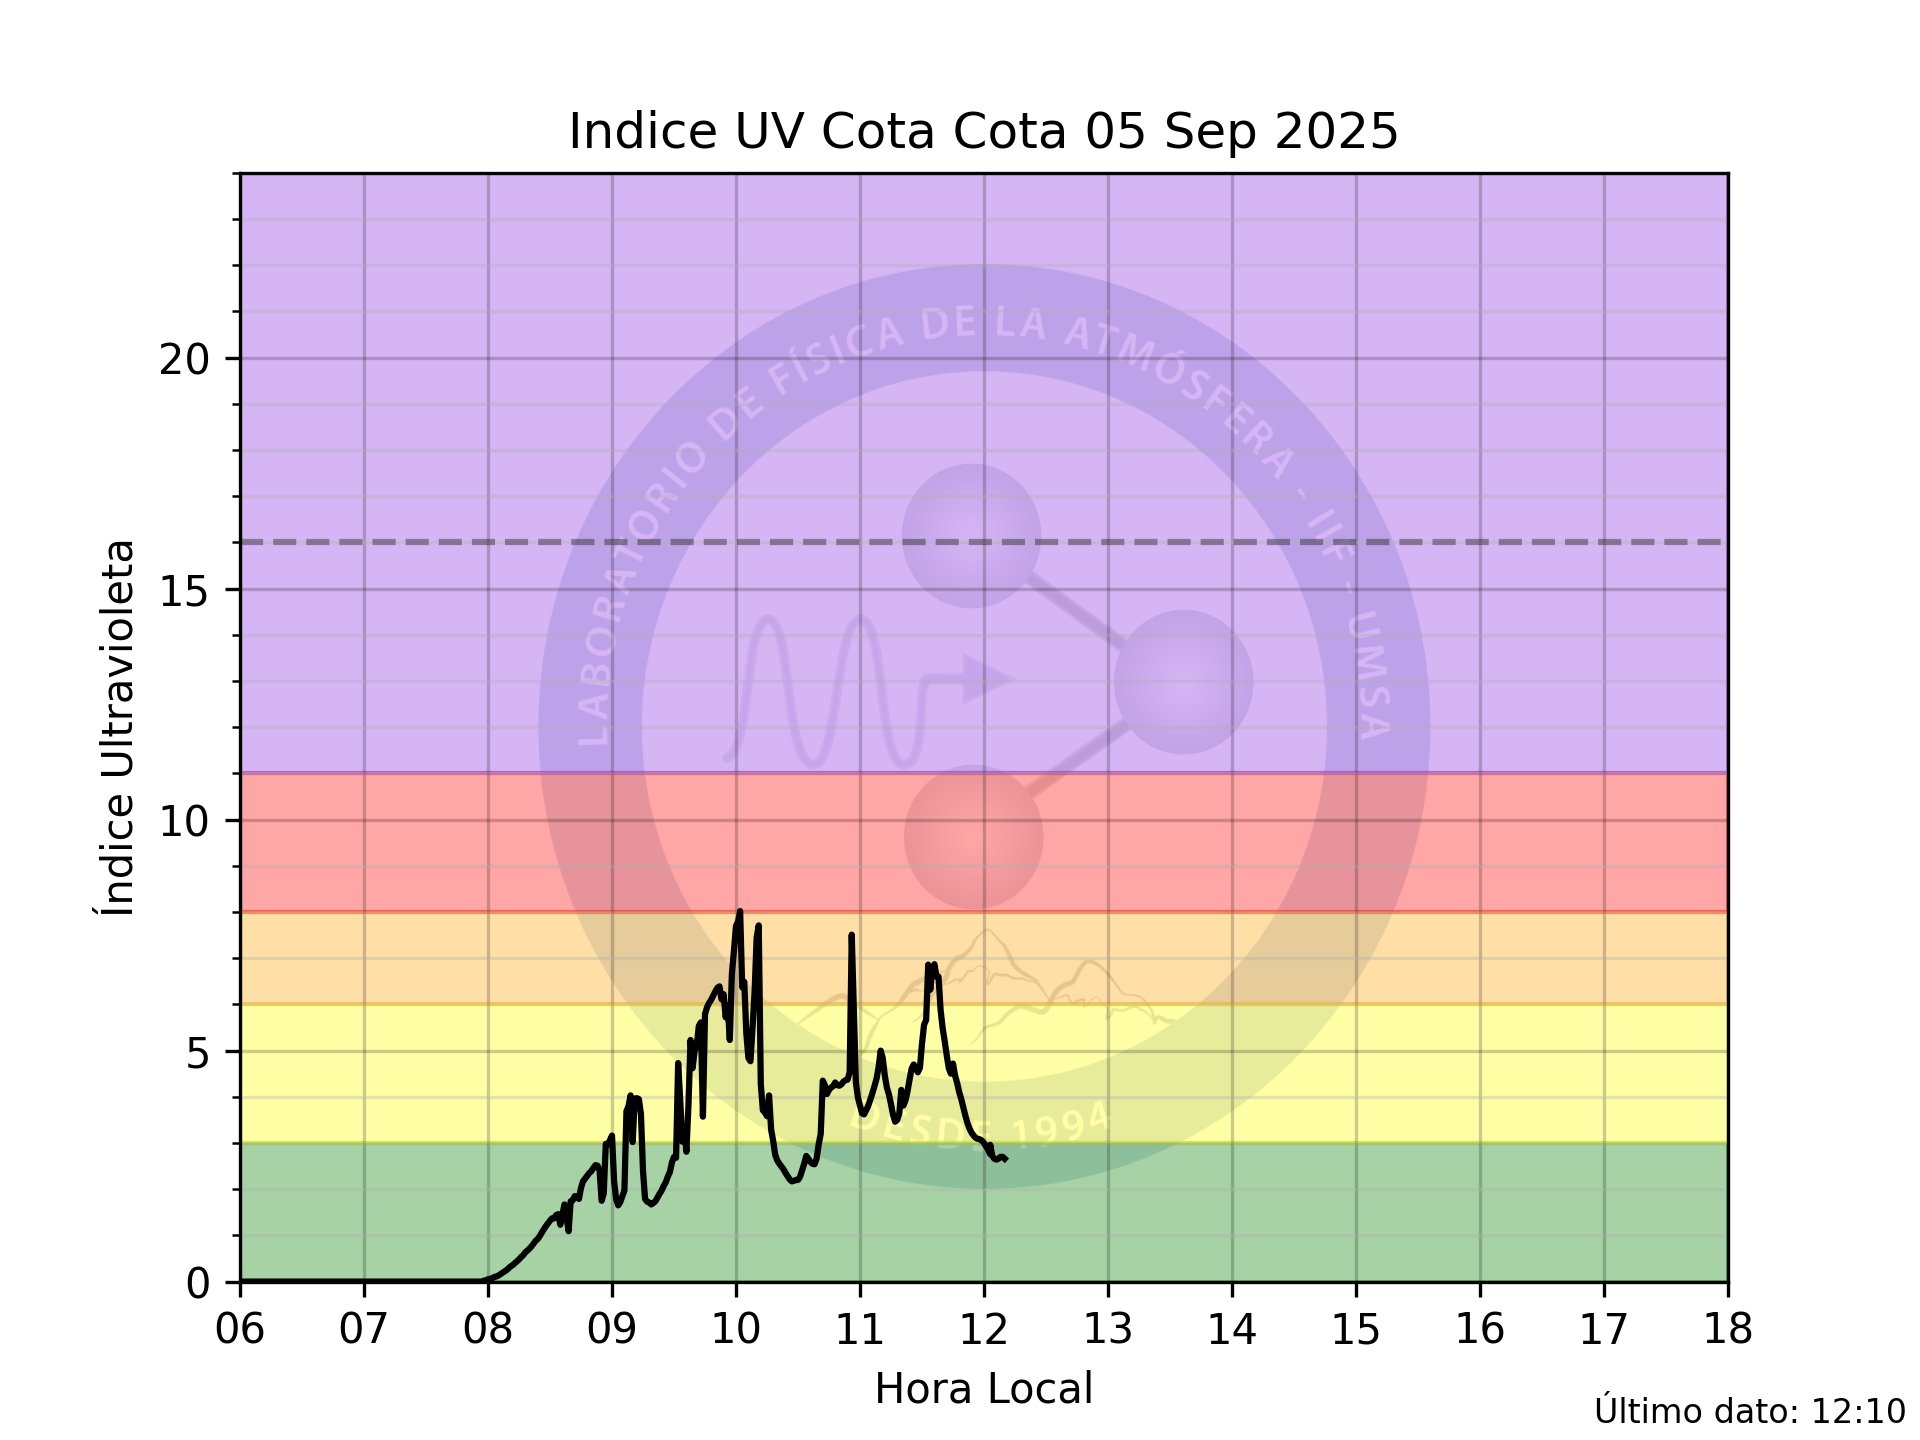 Indice UV Cota Cota 05 Sep 2025
LABORATORIO DE FÍSICA DE LA ATMÓSFERA - IIF - UMSA
DESDE 1994
Índice Ultravioleta
20
15
10
5
0
06 07 08 09 10 11 12 13 14 15 16 17 18
Hora Local
Último dato: 12:10